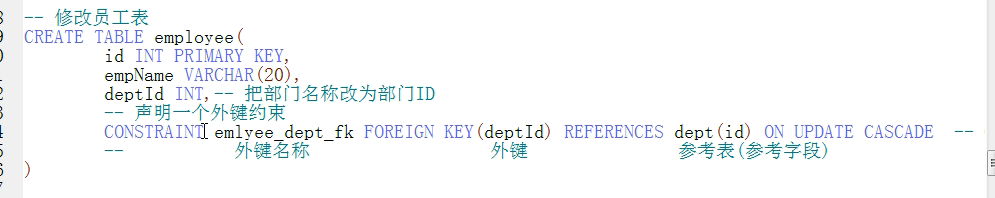 -- 修改员工表
CREATE TABLE employee(
id INT PRIMARY KEY,
empName VARCHAR(20),
deptId INT,-- 把部门名称改为部门ID
-- 声明一个外键约束
CONSTRAINT emlyee_dept_fk FOREIGN KEY(deptId) REFERENCES dept(id) ON UPDATE CASCADE --
-- 外键名称 外键 参考表(参考字段)
)